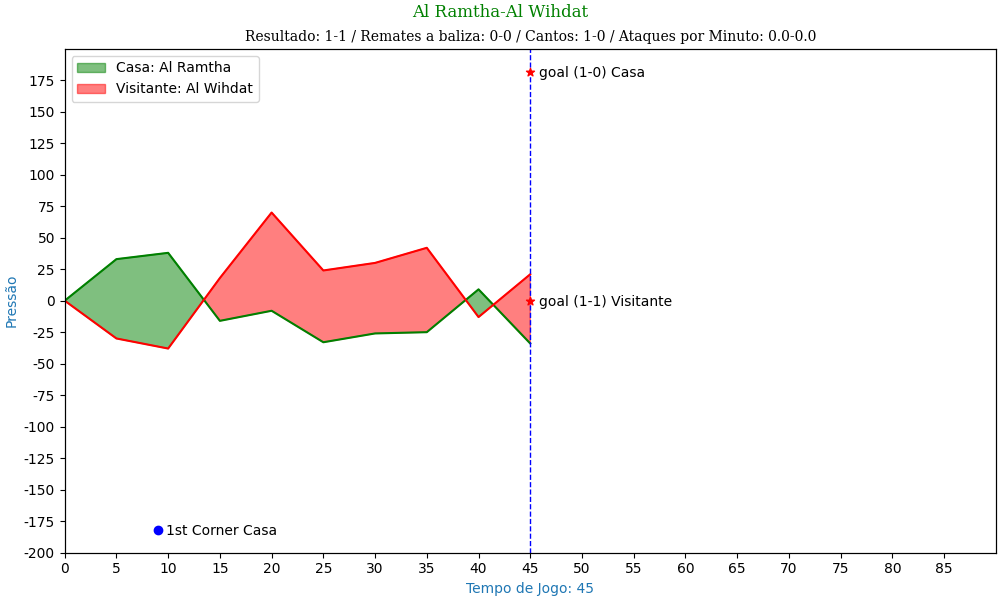 Al Ramtha-Al Wihdat
Resultado: 1-1 / Remates a baliza: 0-0 / Cantos: 1-0 / Ataques por Minuto: 0.0-0.0
Casa: Al Ramtha
Visitante: Al Wihdat
goal (1-0) Casa
goal (1-1) Visitante
1st Corner Casa
Pressão
175
150
125
100
75
50
25
0
-25
-50
-75
-100
-125
-150
-175
-200
0 5 10 15 20 25 30 35 40 45 50 55 60 65 70 75 80 85
Tempo de Jogo: 45